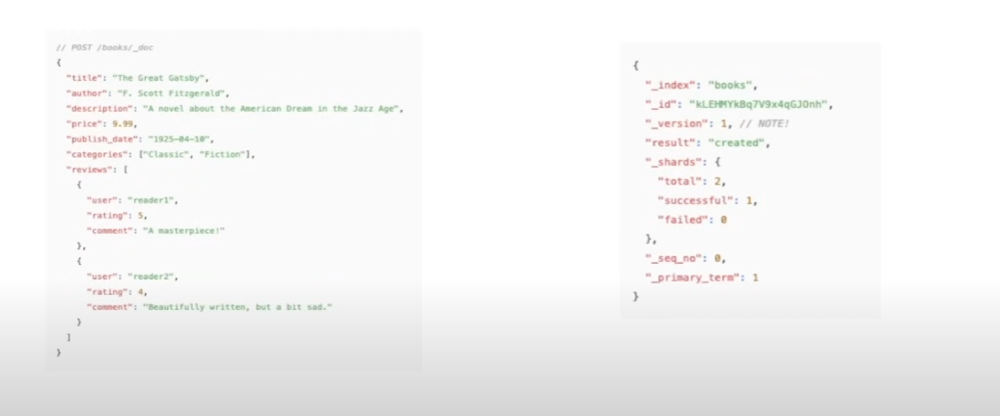 // POST /books/_doc
{
  "title": "The Great Gatsby",
  "author": "F. Scott Fitzgerald",
  "description": "A novel about the American Dream in the Jazz Age",
  "price": 9.99,
  "publish_date": "1925-04-10",
  "categories": ["Classic", "Fiction"],
  "reviews": [
    {
      "user": "reader1",
      "rating": 5,
      "comment": "A masterpiece!"
    },
    {
      "user": "reader2",
      "rating": 4,
      "comment": "Beautifully written, but a bit sad."
    }
  ]
}
{
  "_index": "books",
  "_id": "kLEHMYkBq7V9x4qGJOnh",
  "_version": 1, // NOTE!
  "result": "created",
  "_shards": {
    "total": 2,
    "successful": 1,
    "failed": 0
  },
  "_seq_no": 0,
  "_primary_term": 1
}